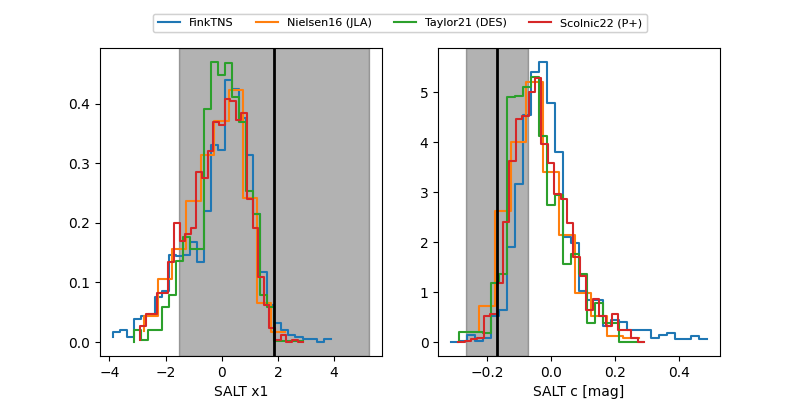 FinkTNS Nielsen16 (JLA) Taylor21 (DES) Scolnic22 (P+)
0.4
0.3
0.2
0.1
0.0
−4 −2 0 2 4
SALT x1
5
4
3
2
1
0
−0.2 0.0 0.2 0.4
SALT c [mag]